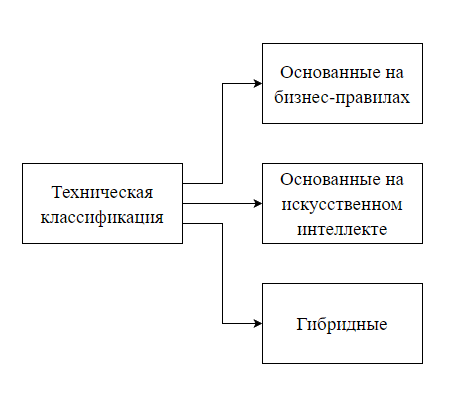 Основанные на
бизнес-правилах
Техническая
классификация
Основанные на
искусственном
интеллекте
Гибридные